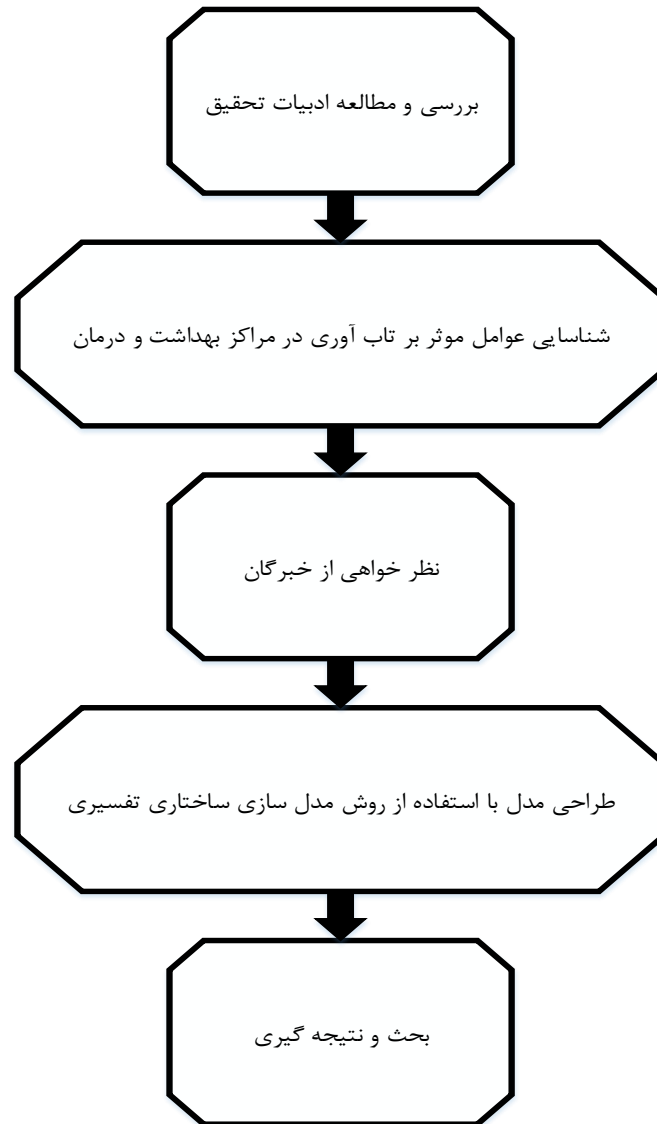 بررسی و مطالعه ادبیات تحقیق
شناسایی عوامل موثر بر تاب آوری در مراکز بهداشت و درمان
نظر خواهی از خبرگان
طراحی مدل با استفاده از روش مدل سازی ساختاری تفسیری
بحث و نتیجه گیری